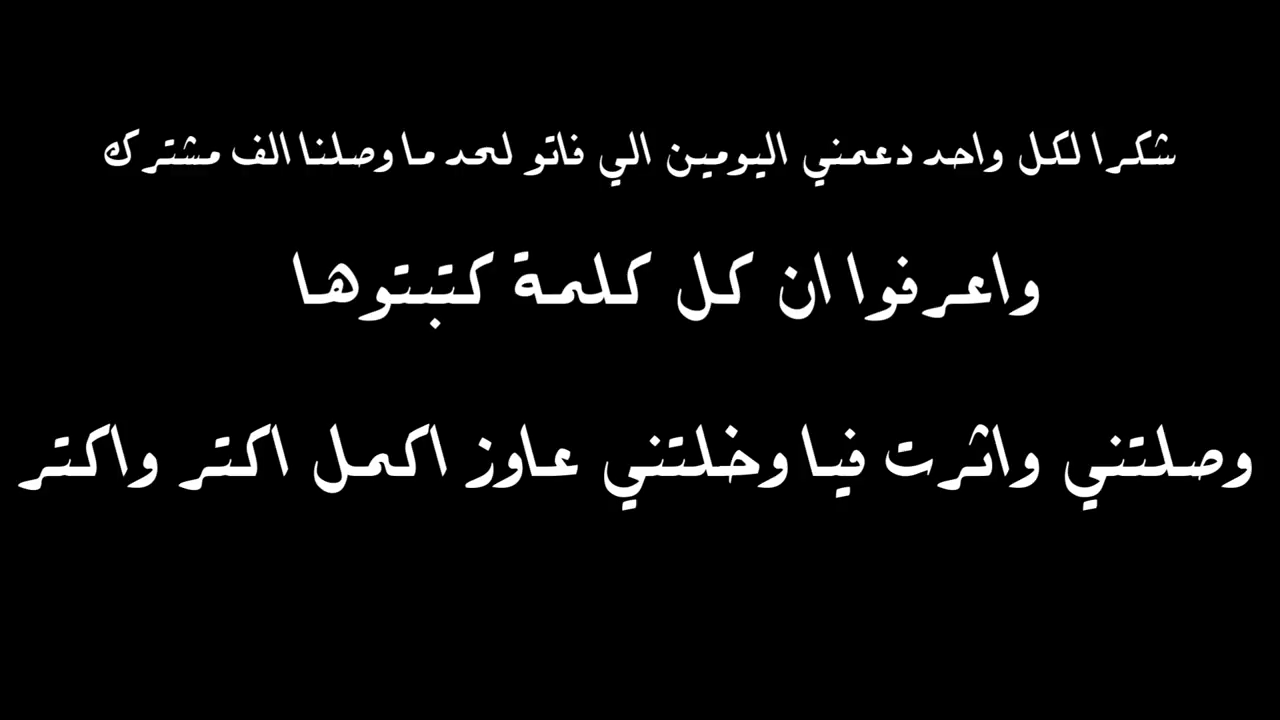 شكرا لكل واحد دعمني اليومين الي فاتو لحد ما وصلنا الف مشترك
واعرفوا ان كل كلمة كتبتوها
وصلتني واثرت فيا وخلتني عاوز اكمل اكتر واكتر